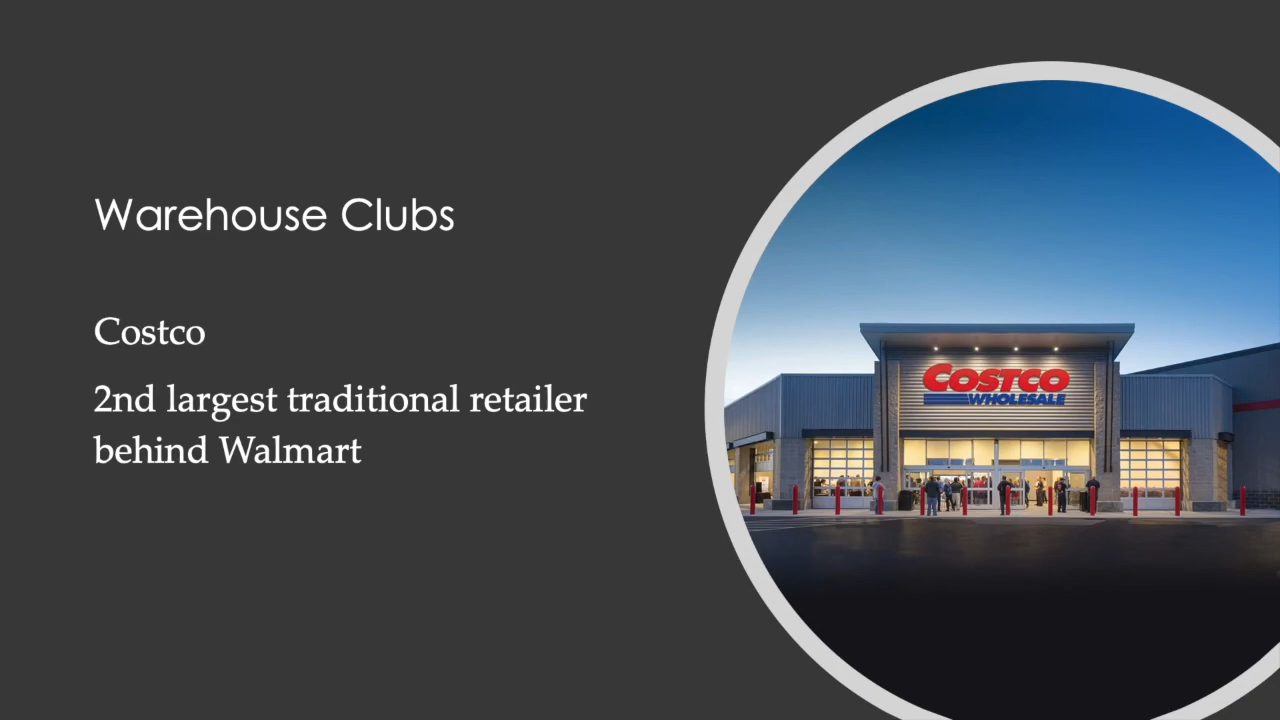 Warehouse Clubs
Costco
2nd largest traditional retailer
behind Walmart
COSTCO
WHOLESALE